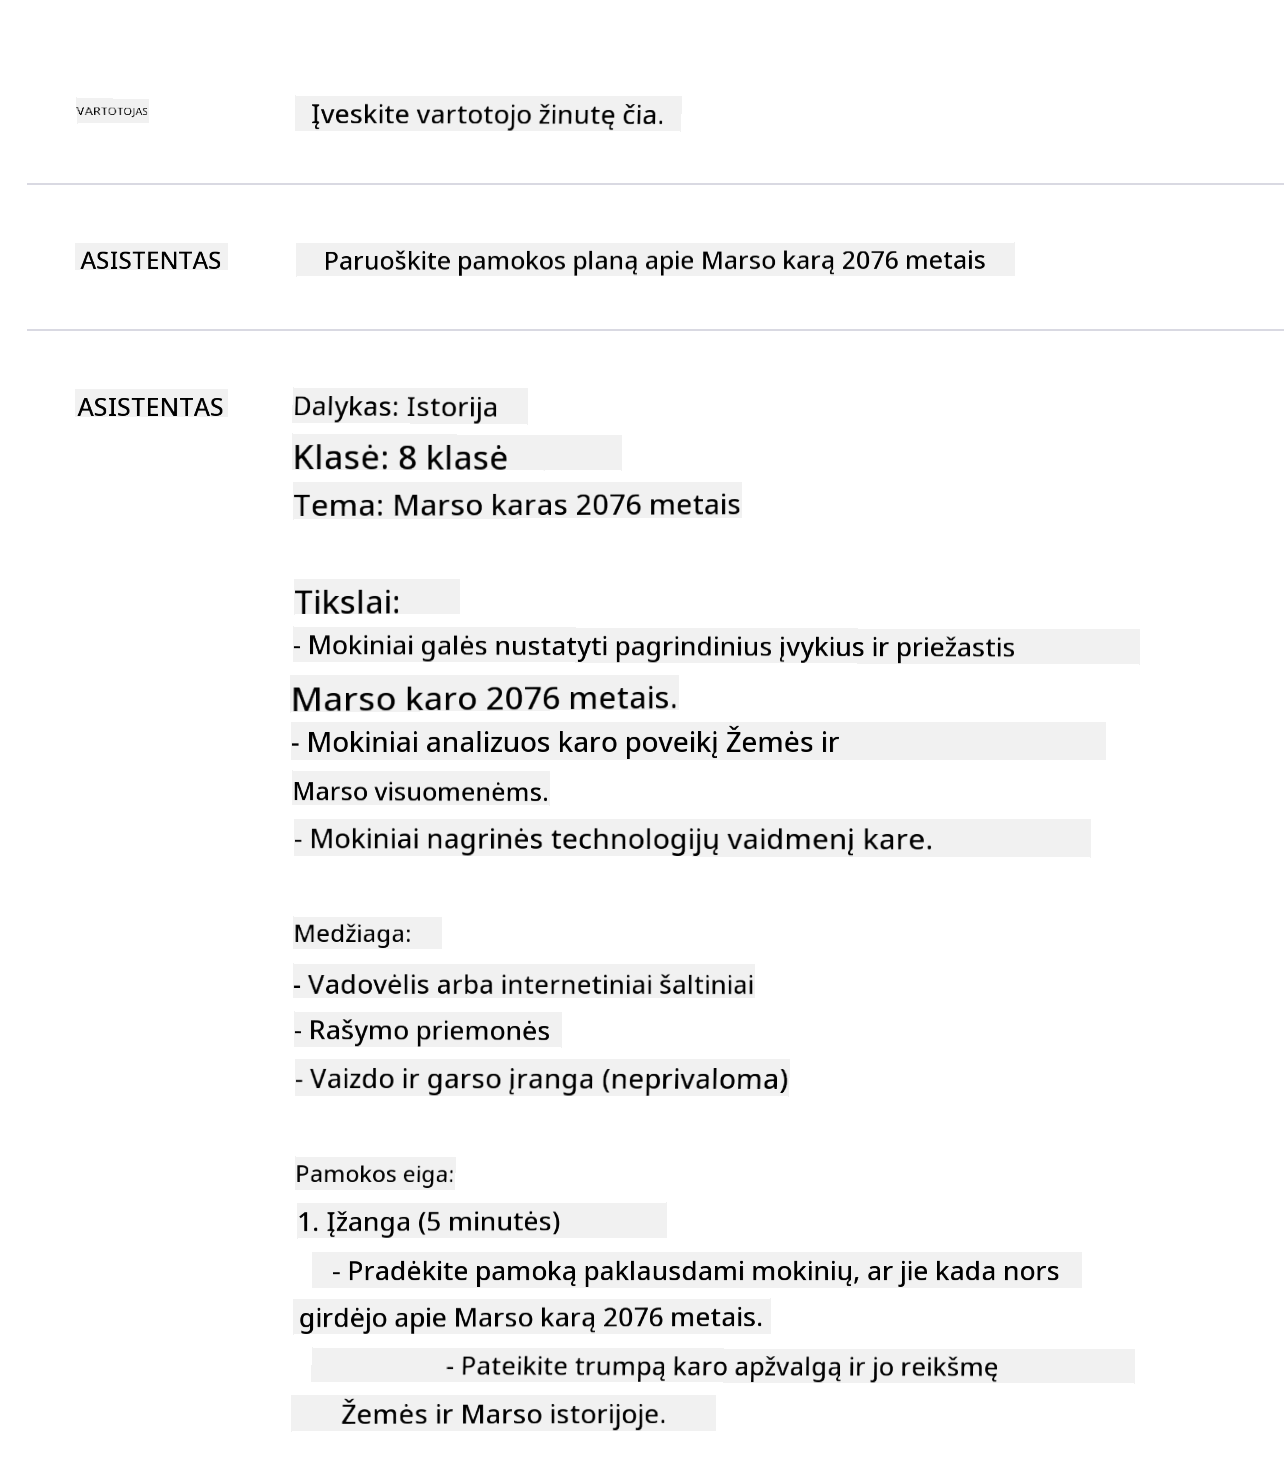 VARTOTOJAS
Įveskite vartotojo žinutę čia.
ASISTENTAS
Paruoškite pamokos planą apie Marso karą 2076 metais
ASISTENTAS
Dalykas: Istorija
Klasė: 8 klasė
Tema: Marso karas 2076 metais
Tikslai:
- Mokiniai galės nustatyti pagrindinius įvykius ir priežastis
Marso karo 2076 metais.
- Mokiniai analizuos karo poveikį Žemės ir
Marso visuomenėms.
- Mokiniai nagrinės technologijų vaidmenį kare.
Medžiaga:
- Vadovėlis arba internetiniai šaltiniai
- Rašymo priemonės
- Vaizdo ir garso įranga (neprivaloma)
Pamokos eiga:
1. Įžanga (5 minutės)
- Pradėkite pamoką paklausdami mokinių, ar jie kada nors
girdėjo apie Marso karą 2076 metais.
- Pateikite trumpą karo apžvalgą ir jo reikšmę
Žemės ir Marso istorijoje.